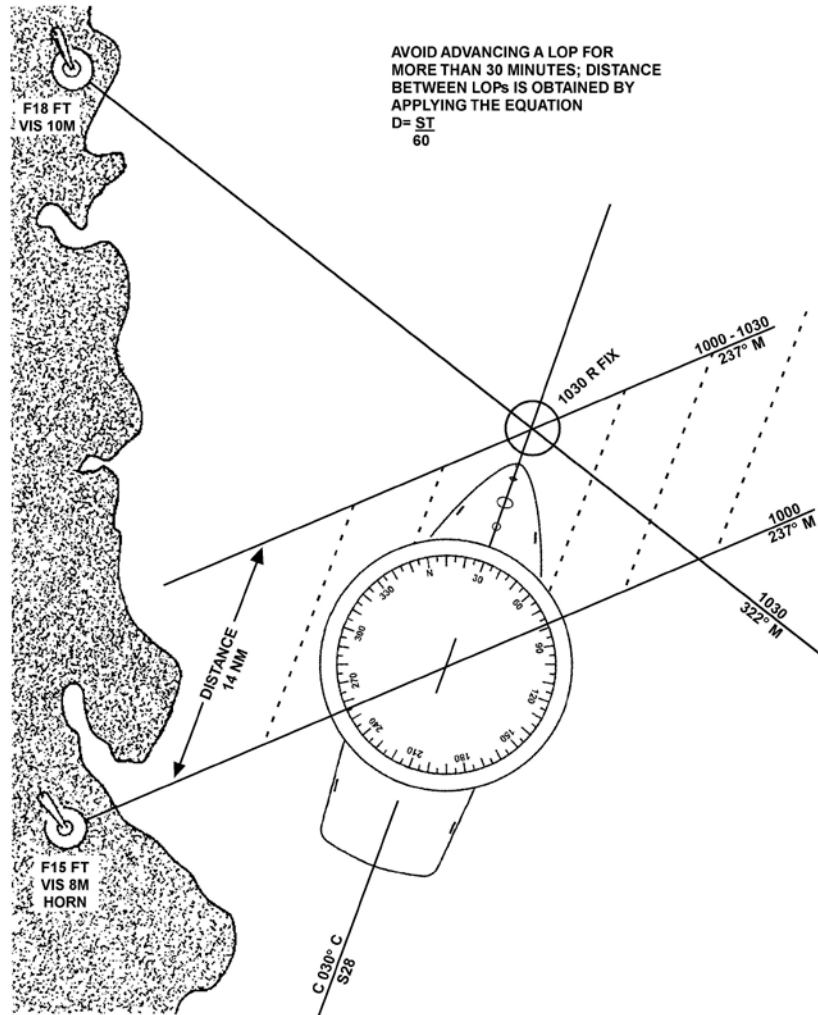 AVOID ADVANCING A LOP FOR
MORE THAN 30 MINUTES; DISTANCE
BETWEEN LOPs IS OBTAINED BY
APPLYING THE EQUATION
D= ST
60
F18 FT
VIS 10M
1000 - 1030
237° M
1030 R FIX
1000
237° M
1030
322° M
DISTANCE
14 NM
N
30
60
90
120
150
180
210
240
270
300
330
F15 FT
VIS 8M
HORN
C 030° C
S28